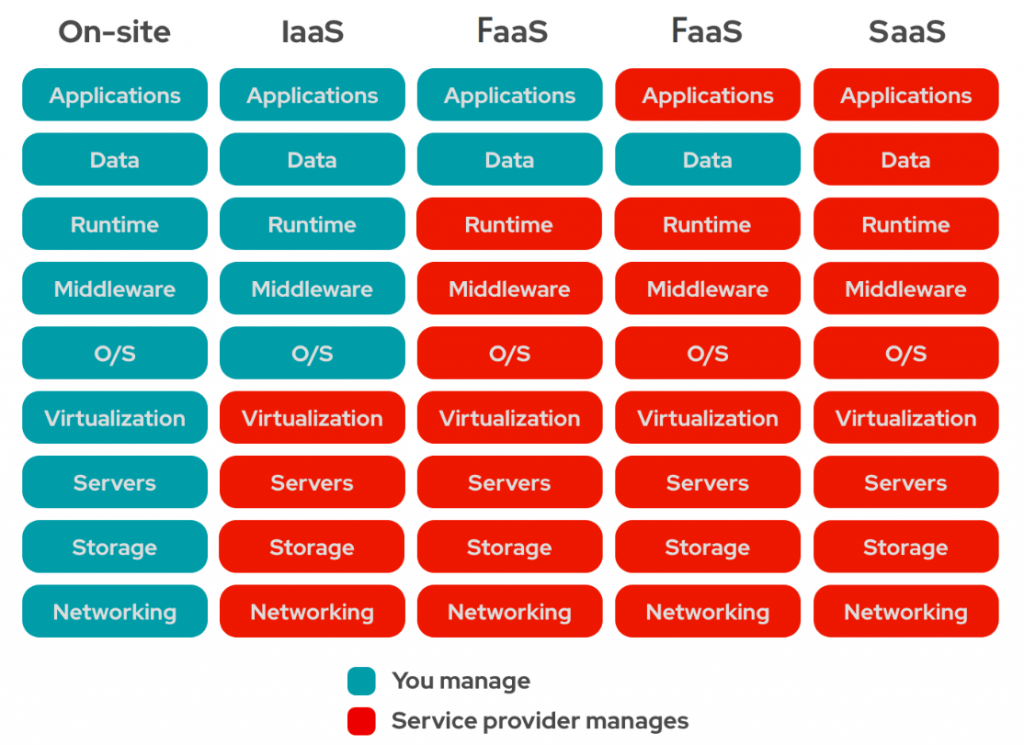 On-site IaaS FaaS FaaS SaaS
Applications Applications Applications Applications Applications
Data Data Data Data Data
Runtime Runtime Runtime Runtime Runtime
Middleware Middleware Middleware Middleware Middleware
O/S O/S O/S O/S O/S
Virtualization Virtualization Virtualization Virtualization Virtualization
Servers Servers Servers Servers Servers
Storage Storage Storage Storage Storage
Networking Networking Networking Networking Networking
You manage
Service provider manages